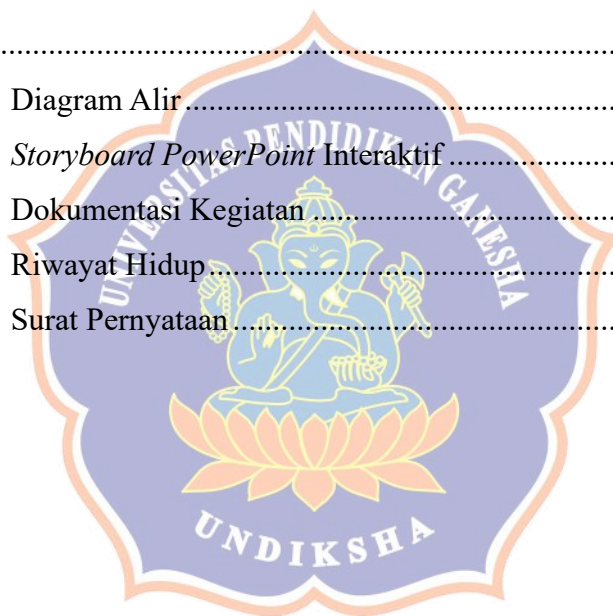 ....................................................................................
Diagram Alir ............................................................
UNIVERSITAS PENDIDIKAN GANESHA
Storyboard PowerPoint Interaktif ........................
Dokumentasi Kegiatan ...........................................
Riwayat Hidup .........................................................
Surat Pernyataan .....................................................
UNDIKSHA